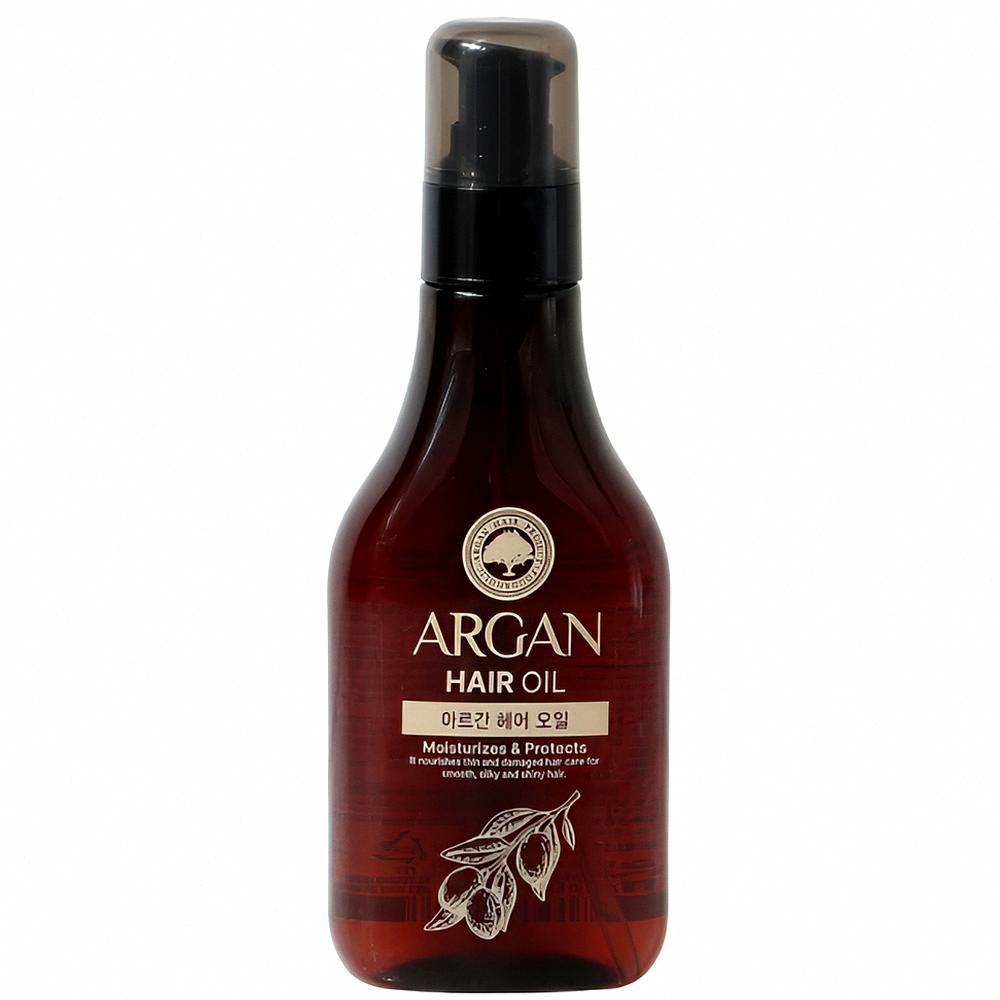 ARGAN
HAIR OIL
아르간 헤어 오일
Moisturizes & Protects
It nourishes thin and damaged hair care for
smooth, silky and shiny hair.